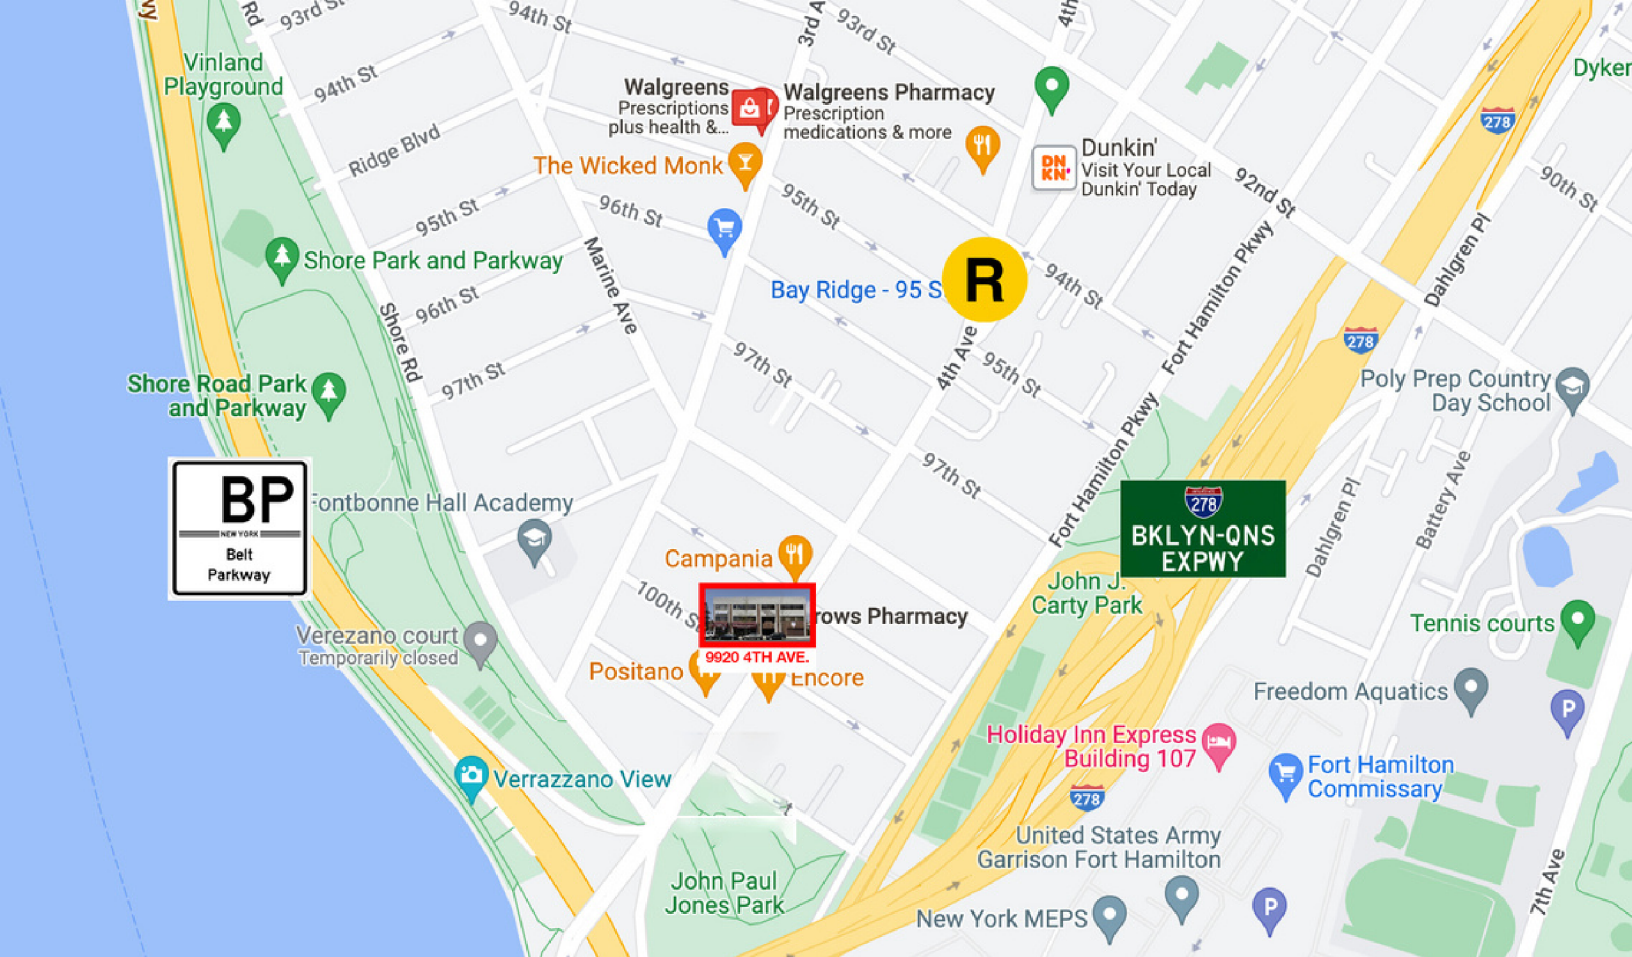 93rd St
94th St
3rd A
93rd St
4th
Rd
wy
Vinland
Playground
94th St
Walgreens
Prescriptions
plus health &...
Walgreens Pharmacy
Prescription
medications & more
278
Dyker
Ridge Blvd
The Wicked Monk
DN
KN'
Dunkin'
Visit Your Local
Dunkin' Today
92nd St
90th St
95th St
96th St
95th St
Marine Ave
Shore Park and Parkway
Bay Ridge - 95 S
R
94th St
Fort Hamilton Pkwy
Dahlgren Pl
96th St
Shore Rd
97th St
97th St
4th Ave
95th St
278
Shore Road Park
and Parkway
Poly Prep Country
Day School
BP
NEW YORK
Belt
Parkway
Fontbonne Hall Academy
97th St
Fort Hamilton Pkwy
278
BKLYN-QNS
EXPWY
Dahlgren Pl
Battery Ave
Campania
100th S
rows Pharmacy
9920 4TH AVE.
John J.
Carty Park
Tennis courts
Verezano court
Temporarily closed
Positano
Encore
Freedom Aquatics
P
Holiday Inn Express
Building 107
278
Fort Hamilton
Commissary
Verrazzano View
United States Army
Garrison Fort Hamilton
John Paul
Jones Park
New York MEPS
P
7th Ave